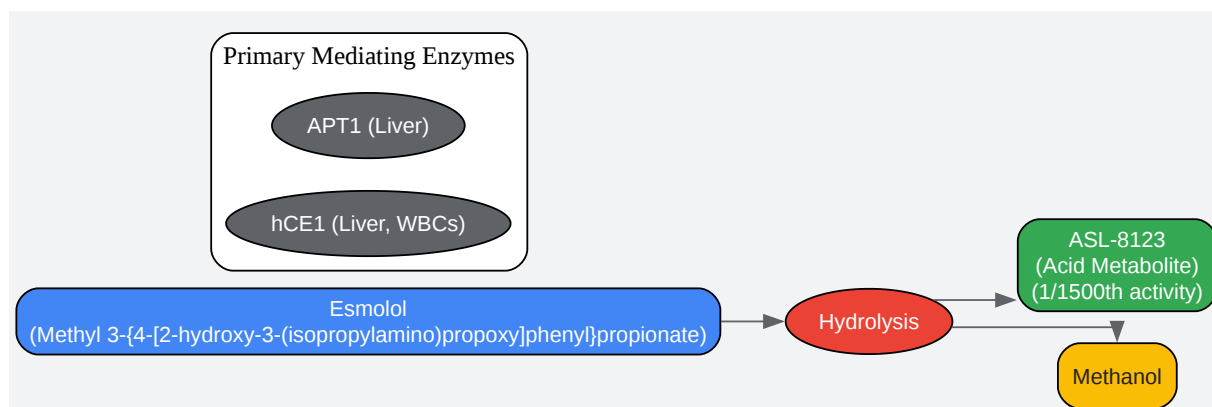 Primary Mediating Enzymes
APT1 (Liver)
hCE1 (Liver, WBCs)
Esmolol
(Methyl 3-{4-[2-hydroxy-3-(isopropylamino)propoxy]phenyl}propionate)
Hydrolysis
ASL-8123
(Acid Metabolite)
(1/1500th activity)
Methanol